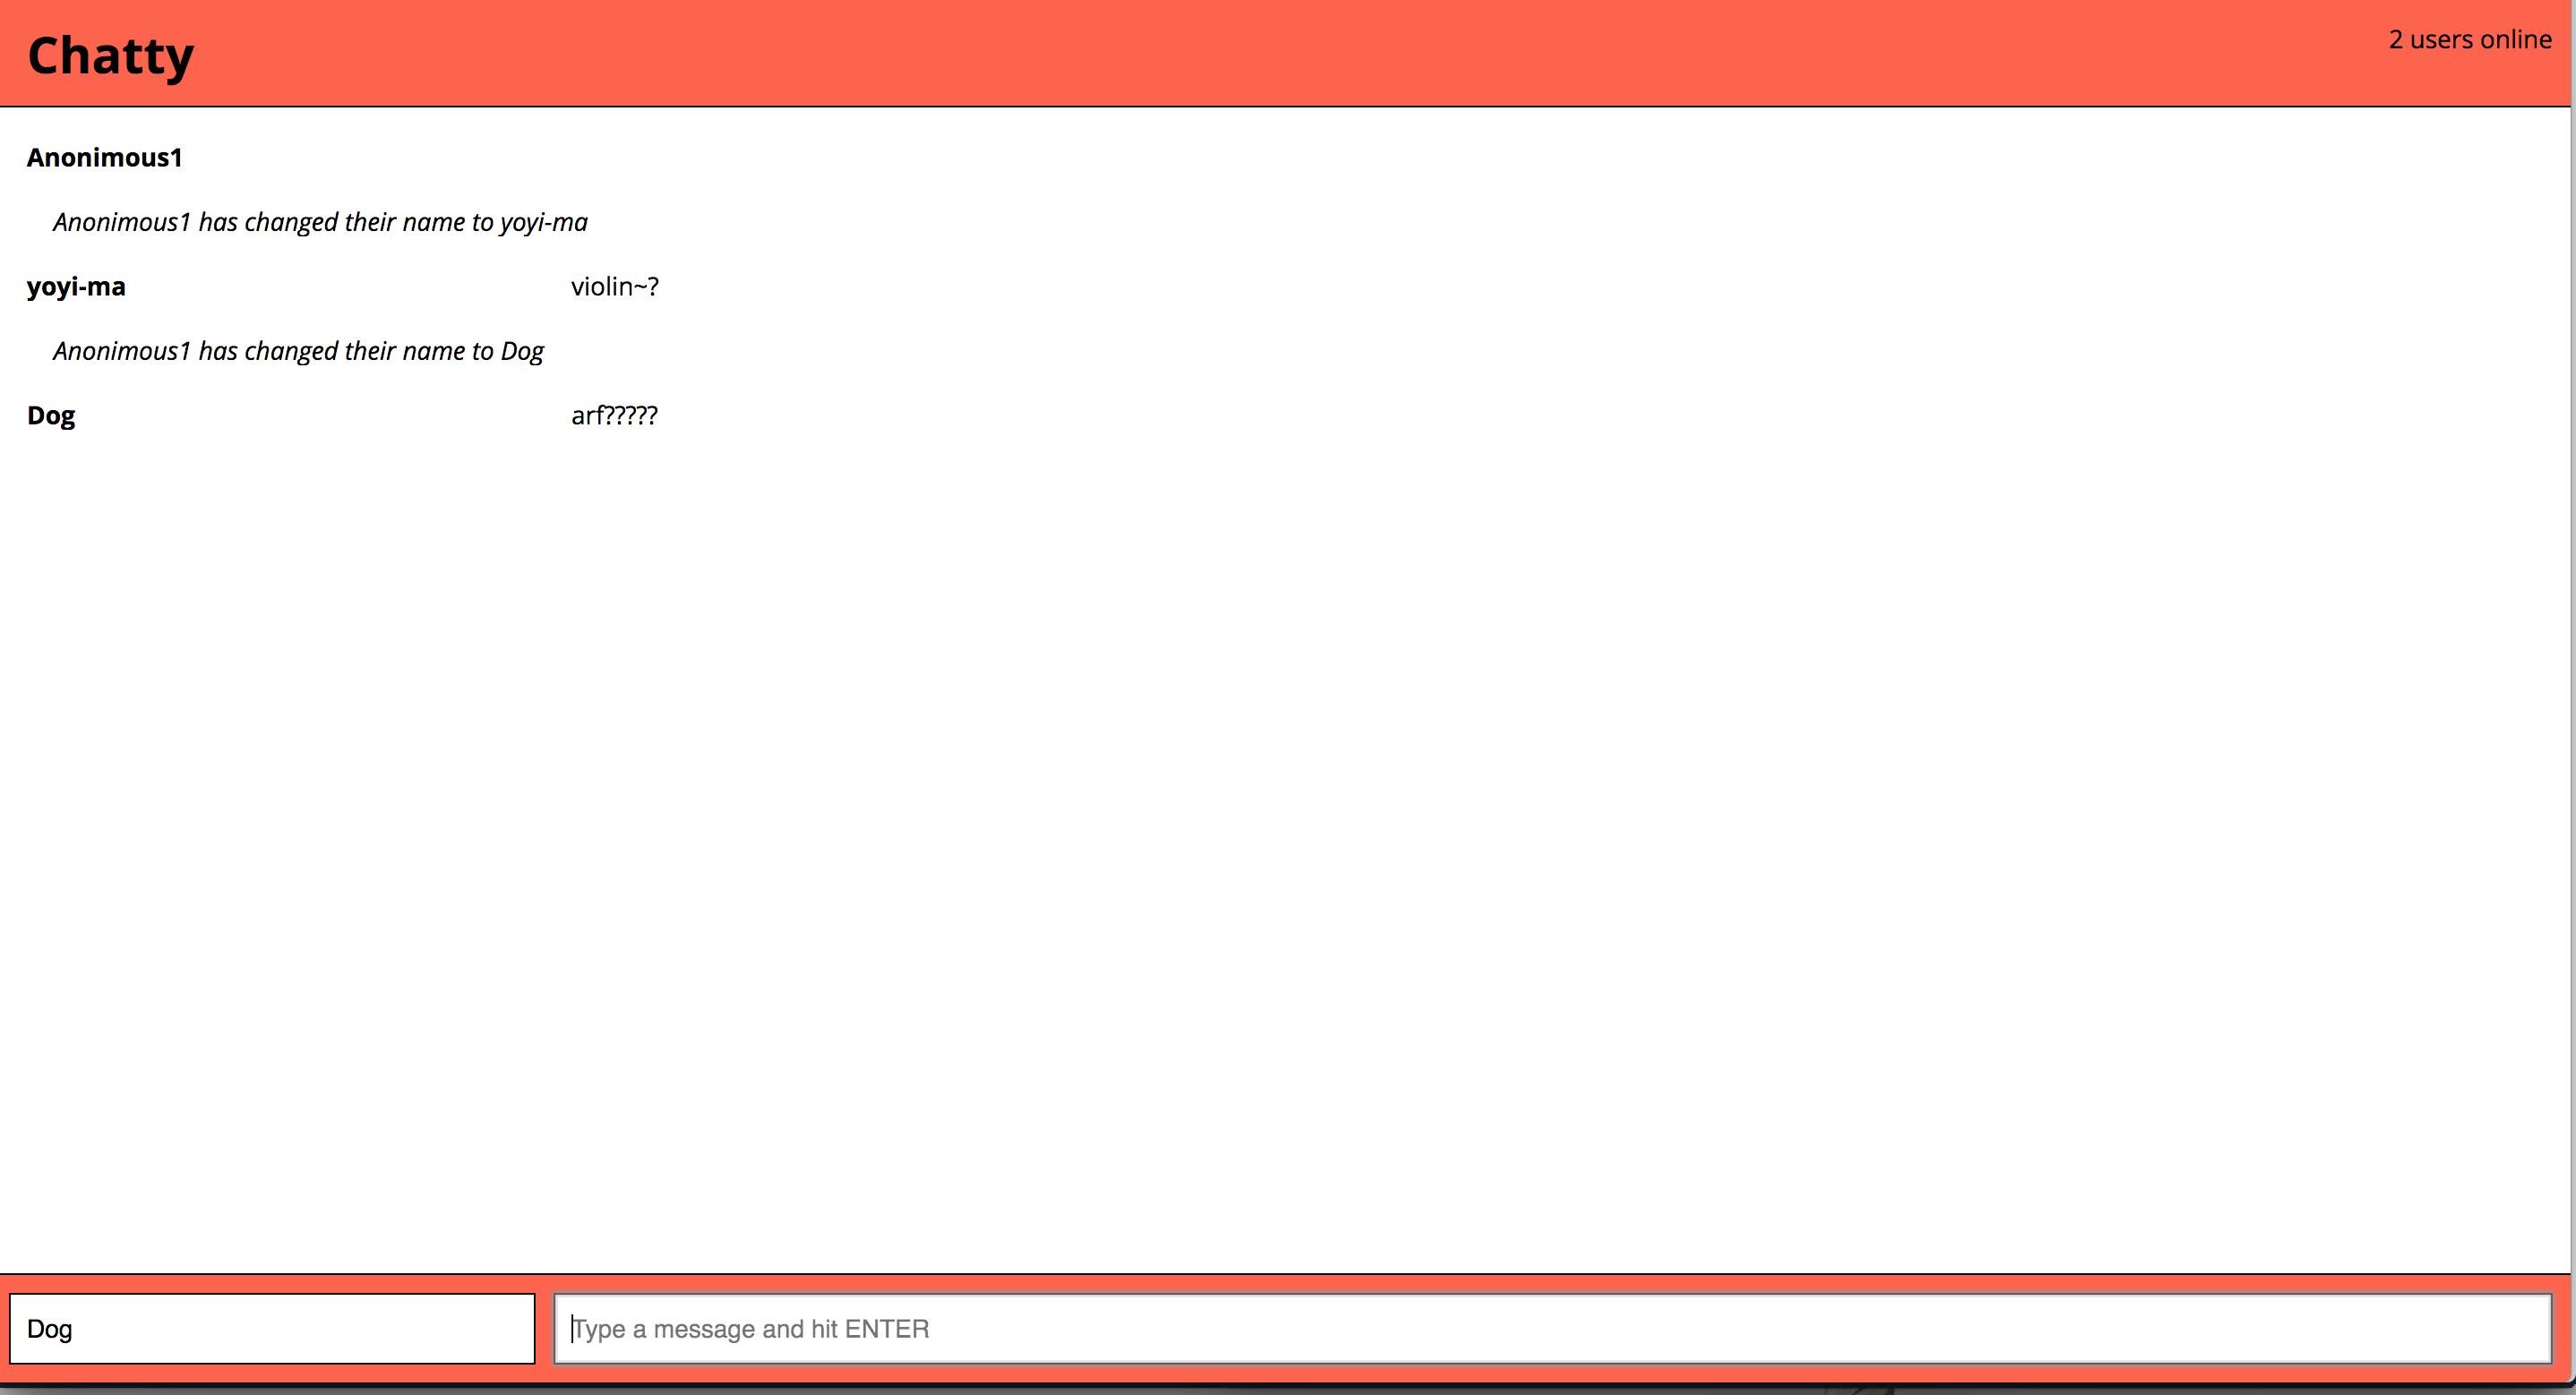 Chatty
2 users online
Anonimous1
Anonimous1 has changed their name to yoyi-ma
yoyi-ma violin~?
Anonimous1 has changed their name to Dog
Dog arf?????
Dog
Type a message and hit ENTER